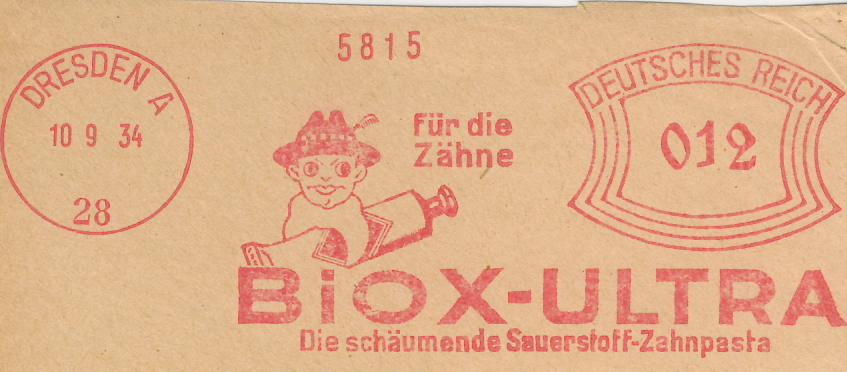 5815
DRESDEN A
10 9 34
28
für die
Zähne
DEUTSCHES REICH
012
BiOX-ULTRA
Die schäumende Sauerstoff-Zahnpasta